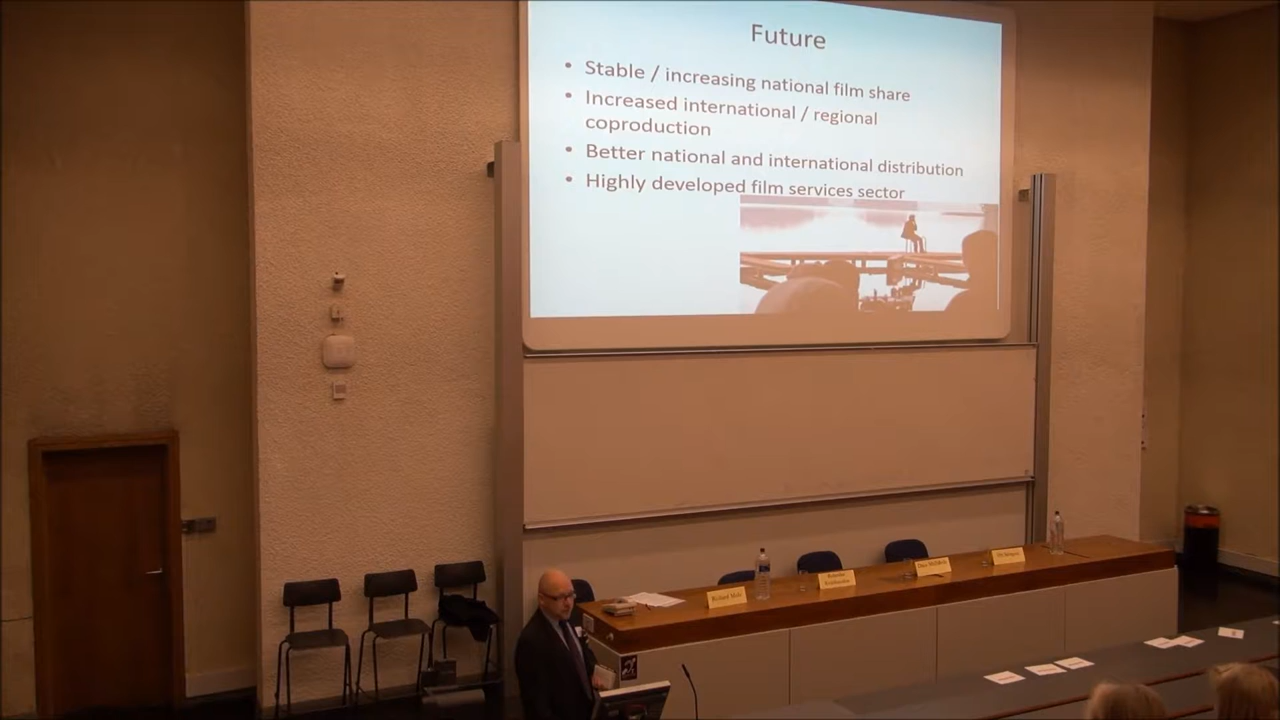 Future
• Stable / increasing national film share
• Increased international / regional
coproduction
• Better national and international distribution
• Highly developed film services sector
Richard Mole